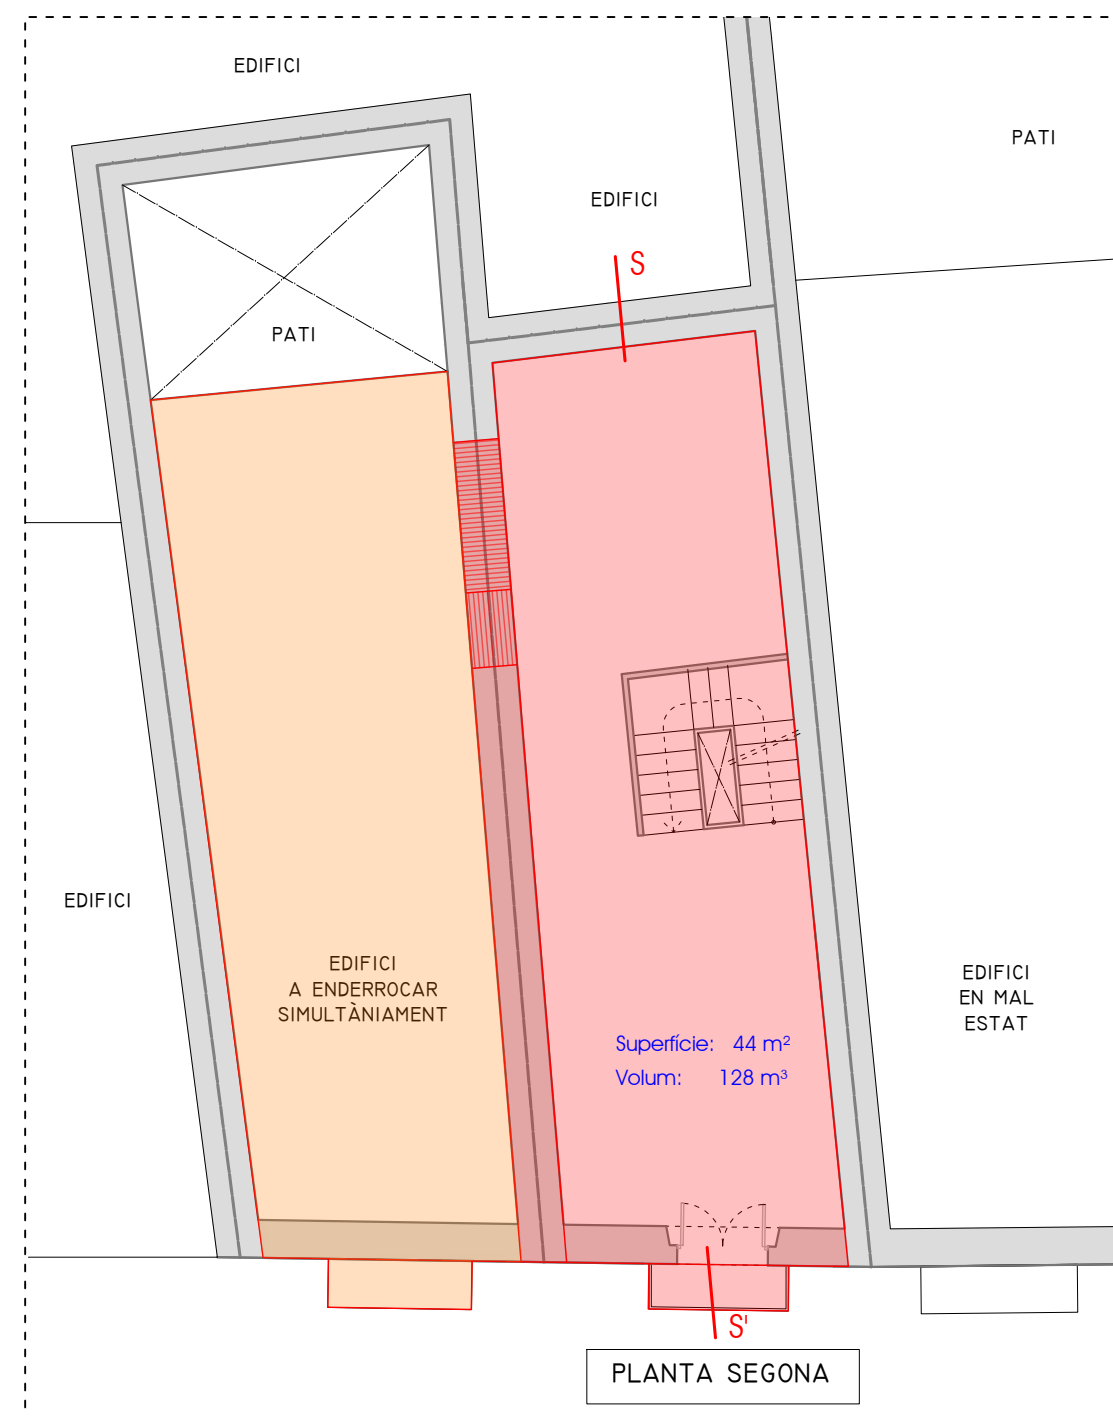 EDIFICI
PATI
EDIFICI
S
PATI
EDIFICI
EDIFICI
A ENDERROCAR
SIMULTÀNIAMENT
EDIFICI
EN MAL
ESTAT
Superfície: 44 m²
Volum: 128 m³
S'
PLANTA SEGONA